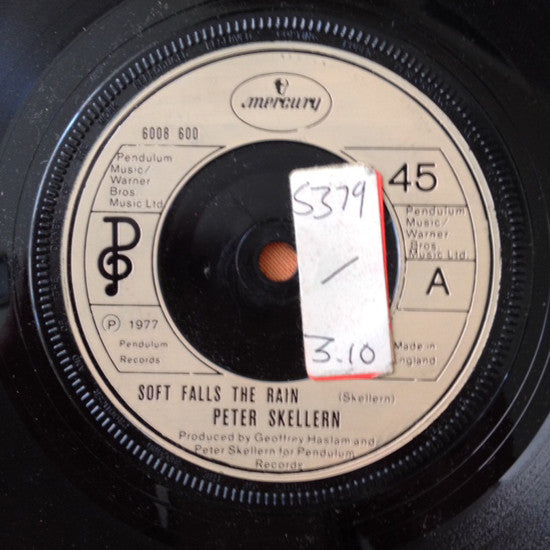 mercury
6008 600
Pendulum
Music/
Warner
Bros.
Music Ltd
45
Pendulum
Music/
Warner
Bros.
Music Ltd.
A
S379
/
3.10
℗ 1977
Pendulum
Records
Made in
England
SOFT FALLS THE RAIN (Skellern)
PETER SKELLERN
Produced by Geoffrey Haslam and
Peter Skellern for Pendulum
Records